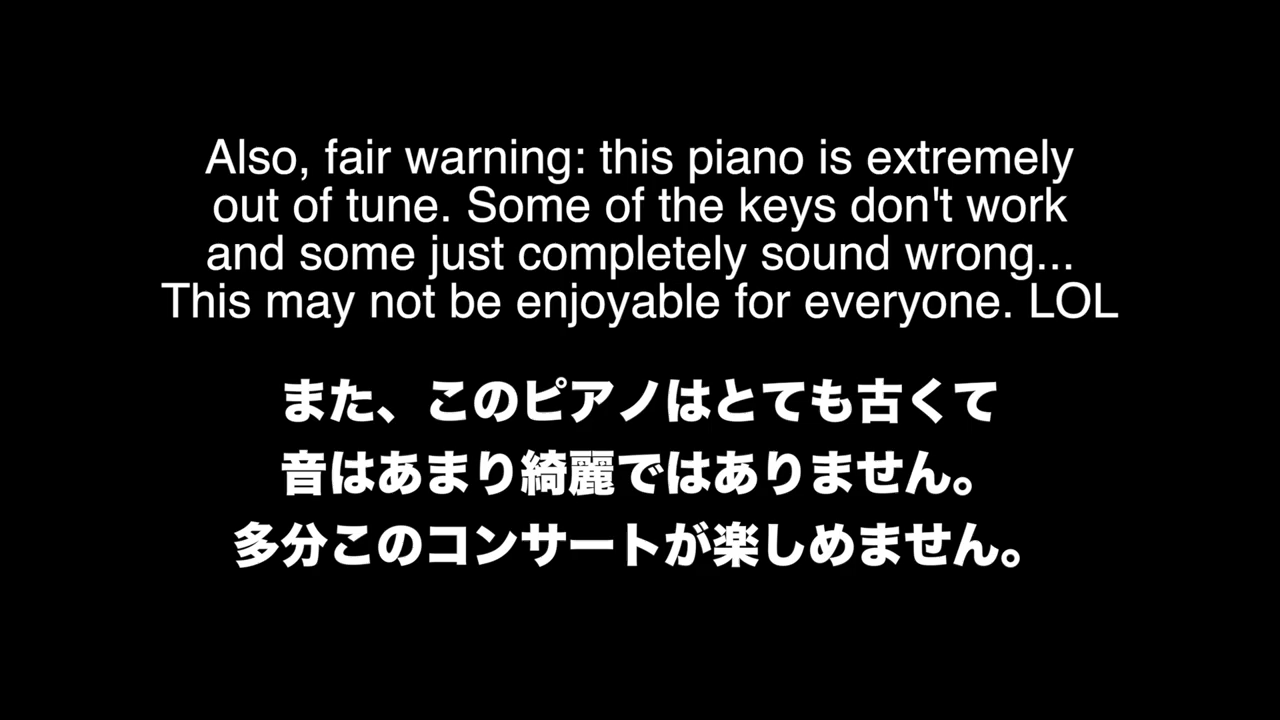 Also, fair warning: this piano is extremely
out of tune. Some of the keys don't work
and some just completely sound wrong...
This may not be enjoyable for everyone. LOL
また、このピアノはとても古くて
音はあまり綺麗ではありません。
多分このコンサートが楽しめません。